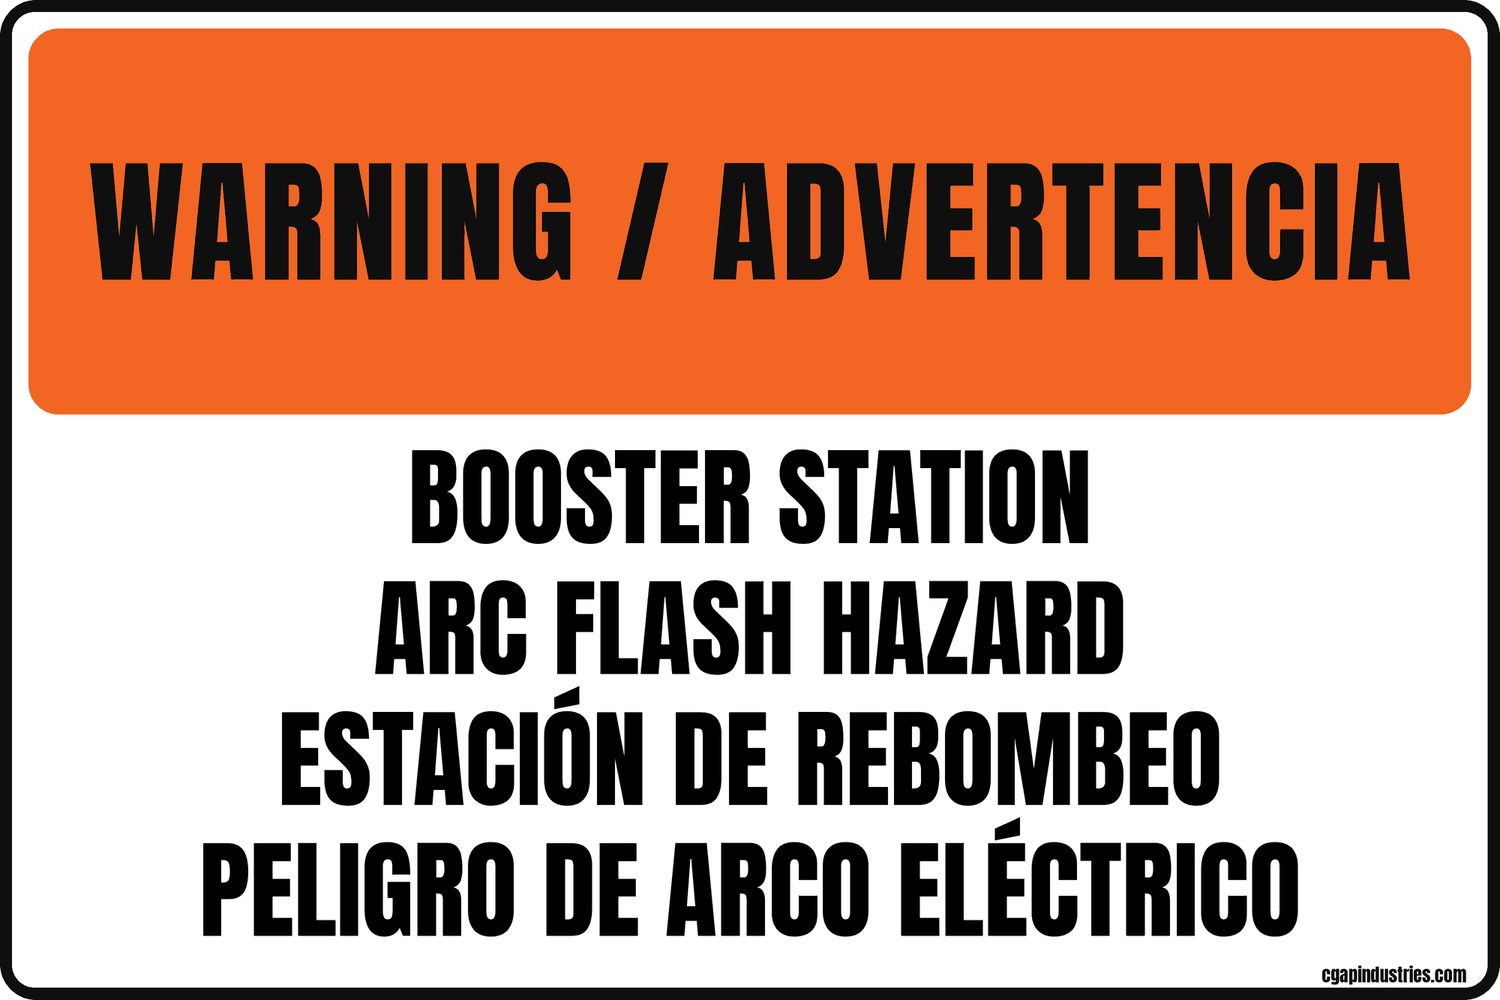 WARNING / ADVERTENCIA
BOOSTER STATION
ARC FLASH HAZARD
ESTACIÓN DE REBOMBEO
PELIGRO DE ARCO ELÉCTRICO
cgapindustries.com